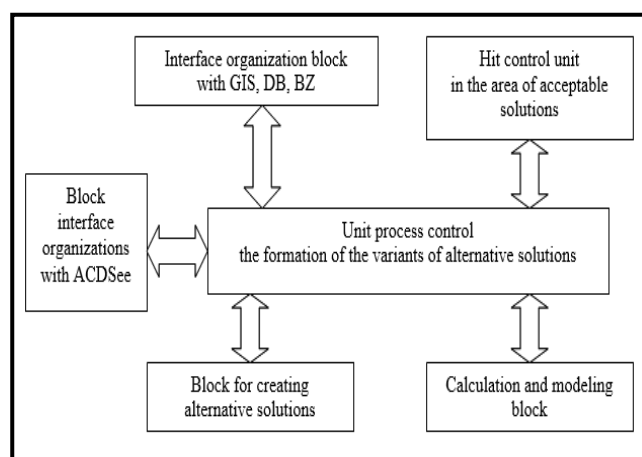 Interface organization block
with GIS, DB, BZ
Hit control unit
in the area of acceptable
solutions
Block
interface
organizations
with ACDSee
Unit process control
the formation of the variants of alternative solutions
Block for creating
alternative solutions
Calculation and modeling
block